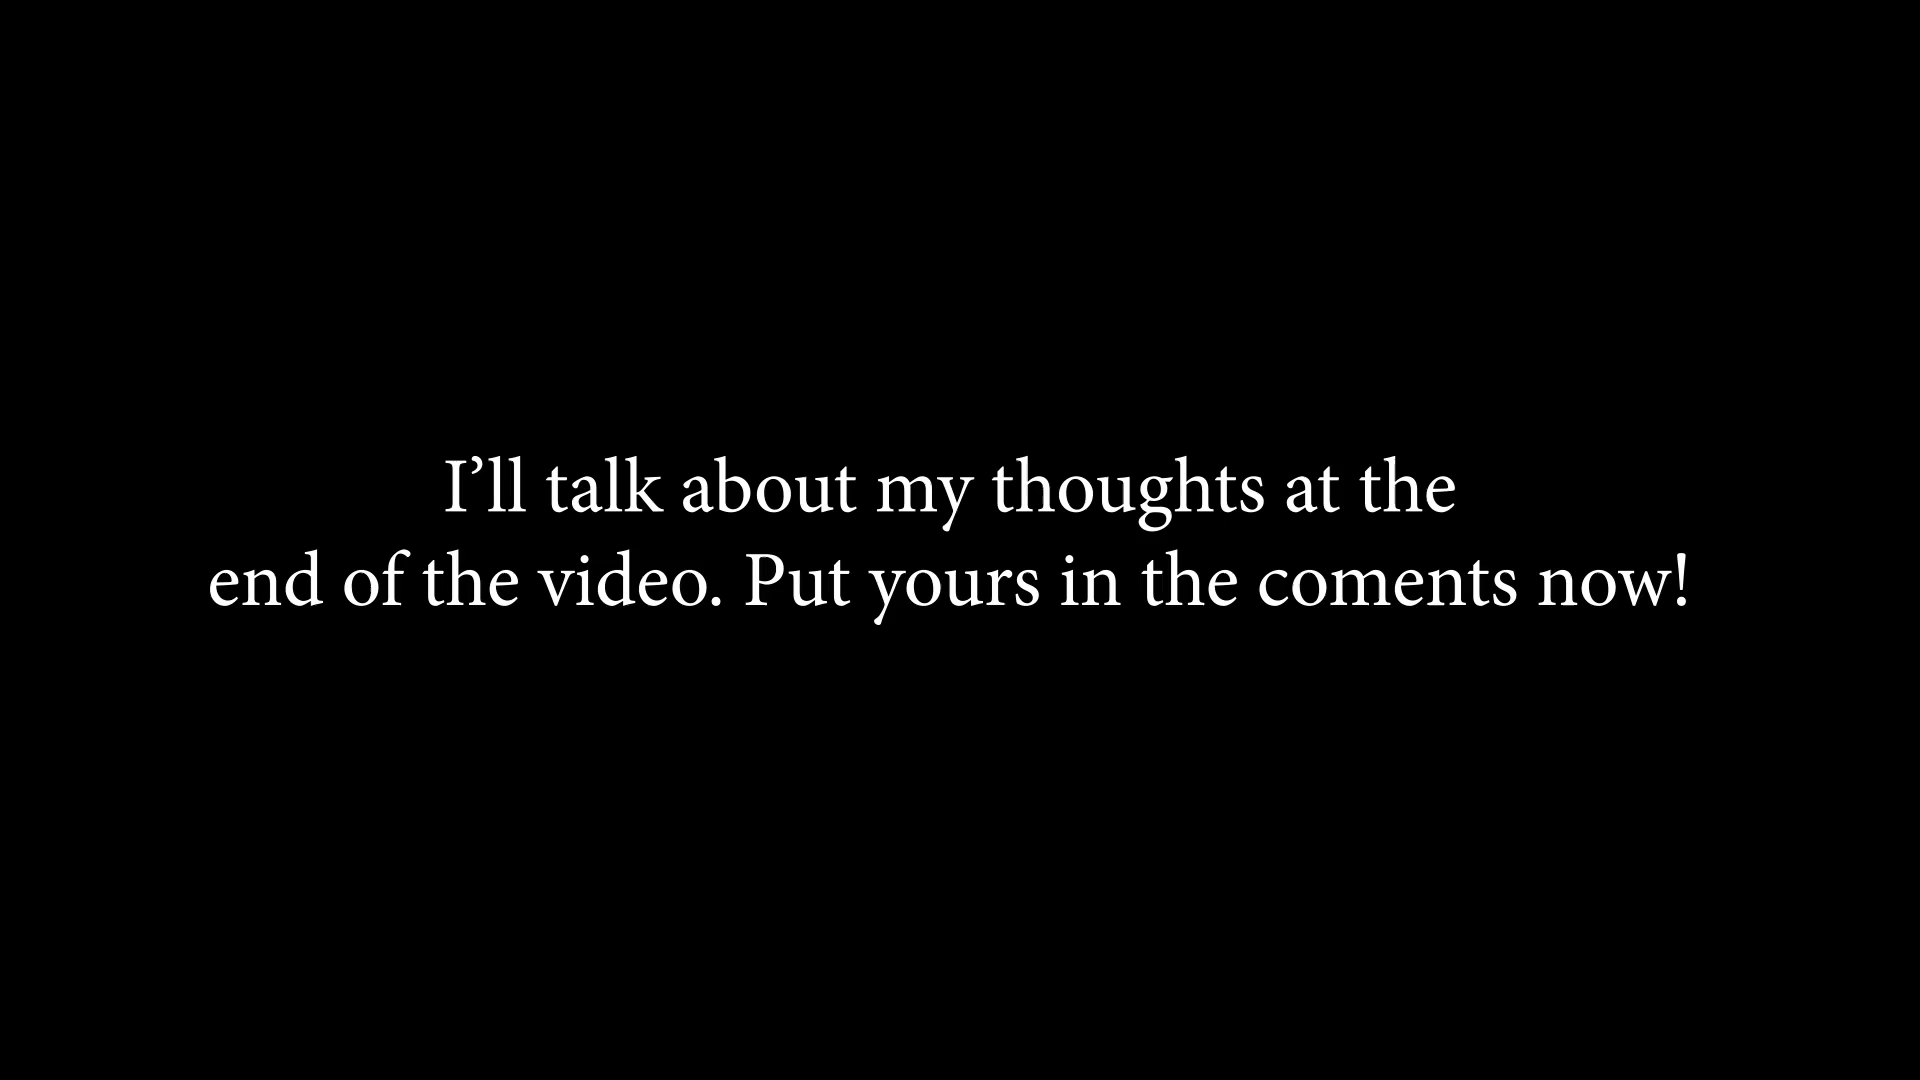 I’ll talk about my thoughts at the
end of the video. Put yours in the coments now!